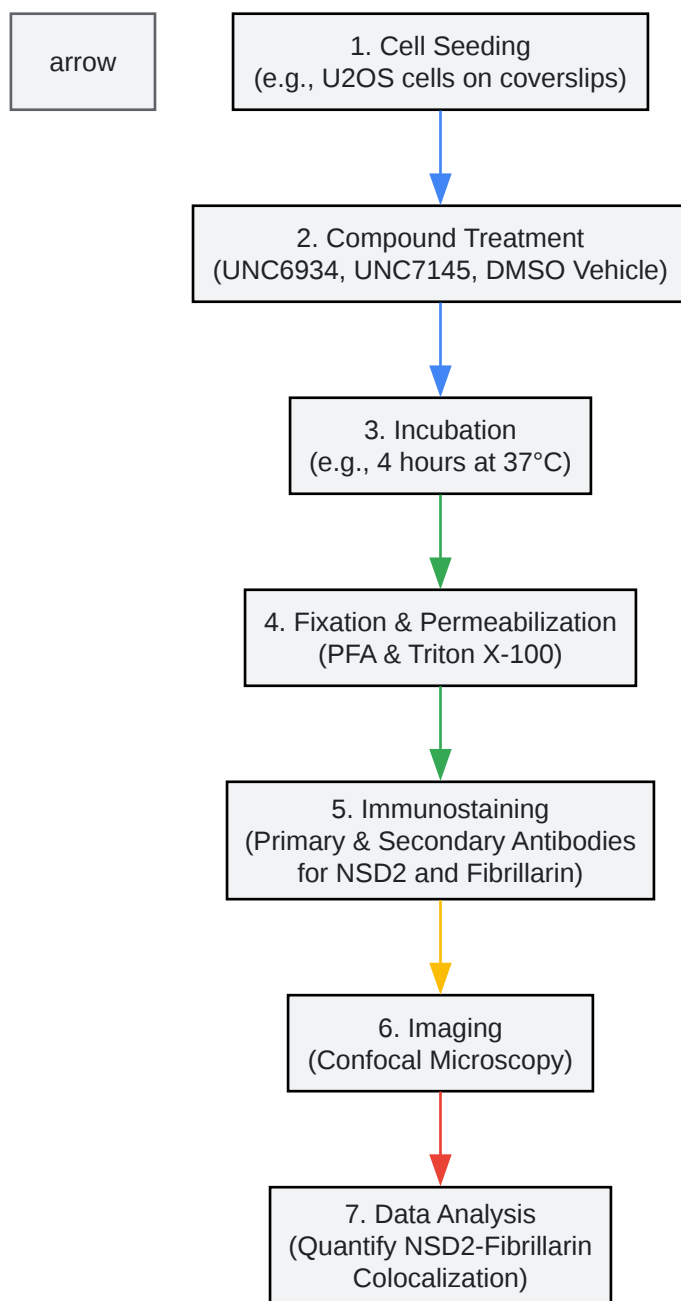 arrow
1. Cell Seeding
(e.g., U2OS cells on coverslips)
2. Compound Treatment
(UNC6934, UNC7145, DMSO Vehicle)
3. Incubation
(e.g., 4 hours at 37°C)
4. Fixation & Permeabilization
(PFA & Triton X-100)
5. Immunostaining
(Primary & Secondary Antibodies
for NSD2 and Fibrillarin)
6. Imaging
(Confocal Microscopy)
7. Data Analysis
(Quantify NSD2-Fibrillarin
Colocalization)